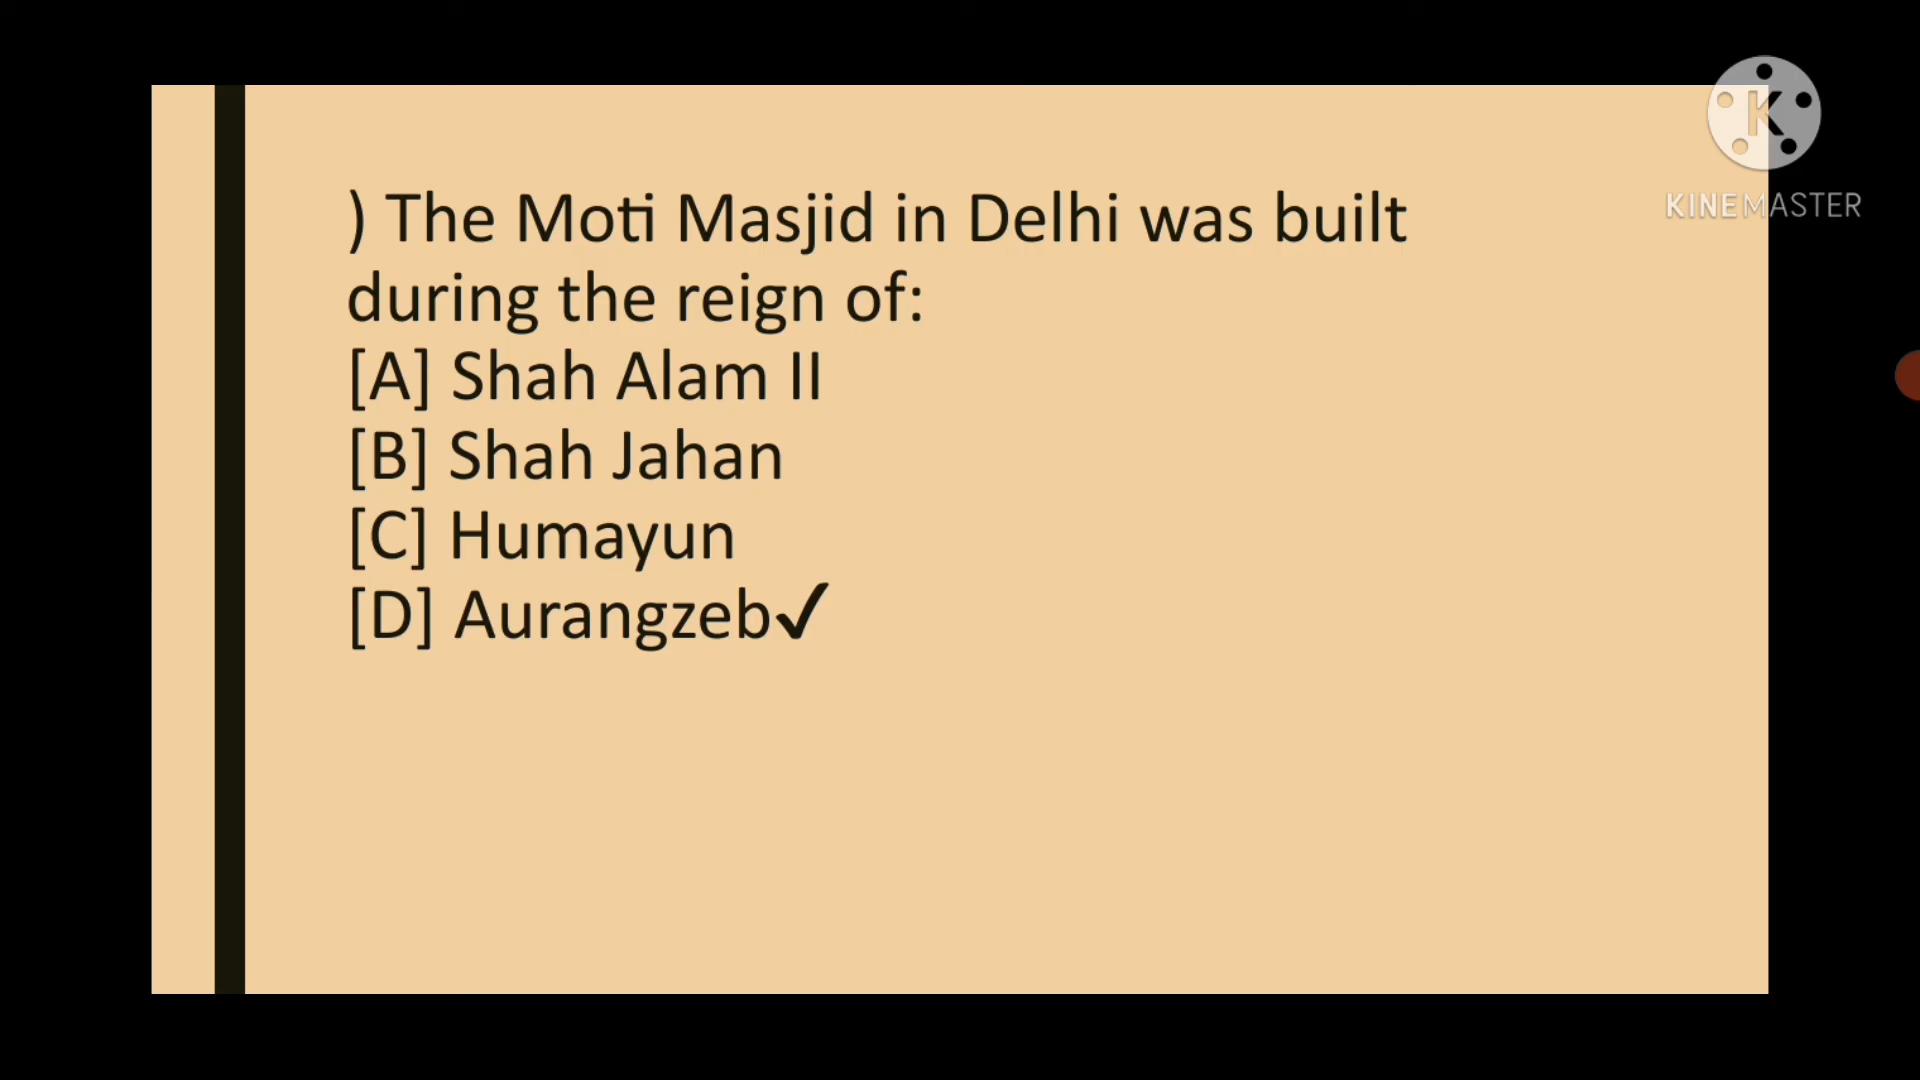 ) The Moti Masjid in Delhi was built
during the reign of:
[A] Shah Alam II
[B] Shah Jahan
[C] Humayun
[D] Aurangzeb✓
K
KINEMASTER